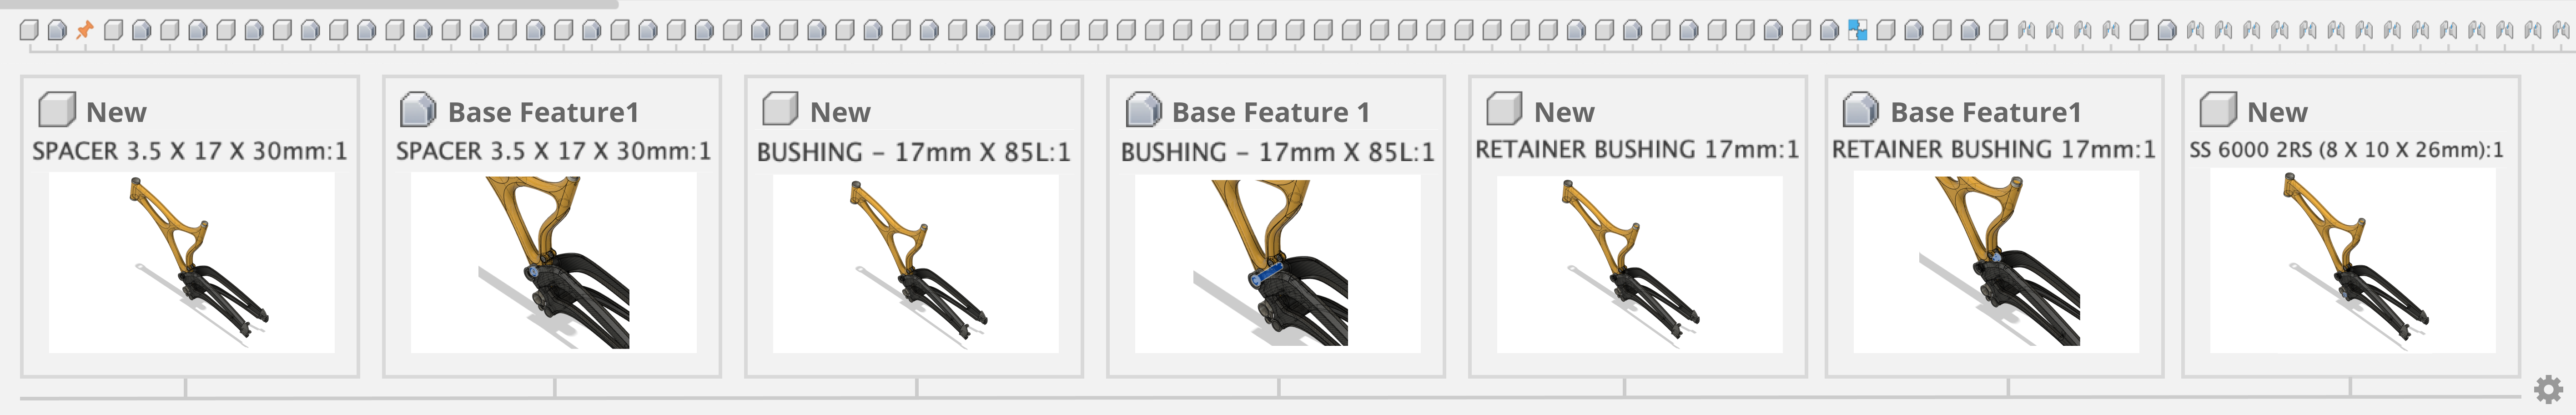 New
SPACER 3.5 X 17 X 30mm:1
Base Feature1
SPACER 3.5 X 17 X 30mm:1
New
BUSHING – 17mm X 85L:1
Base Feature 1
BUSHING – 17mm X 85L:1
New
RETAINER BUSHING 17mm:1
Base Feature1
RETAINER BUSHING 17mm:1
New
SS 6000 2RS (8 X 10 X 26mm):1